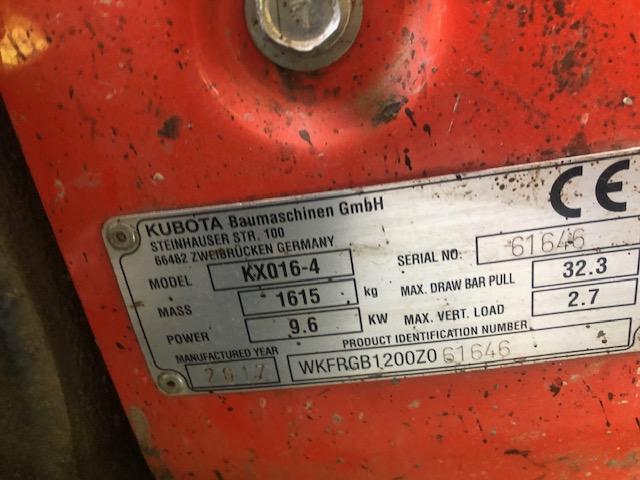 KUBOTA Baumaschinen GmbH
STEINHAUSER STR. 100
66482 ZWEIBRÜCKEN GERMANY
CE
MODEL KX016-4 SERIAL NO: 61646
MASS 1615 kg MAX. DRAW BAR PULL 32.3
POWER 9.6 KW MAX. VERT. LOAD 2.7
MANUFACTURED YEAR PRODUCT IDENTIFICATION NUMBER
2017 WKFRGB1200Z061646